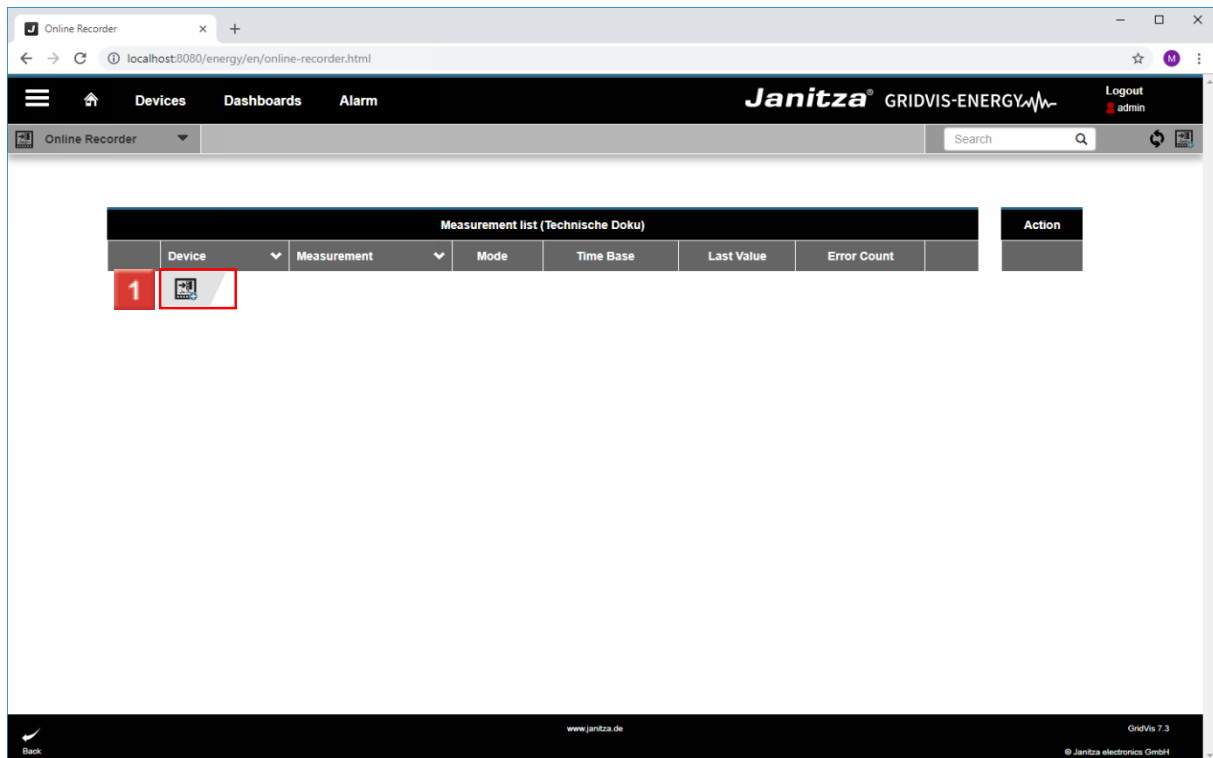 Online Recorder
localhost:8080/energy/en/online-recorder.html
M
Devices Dashboards Alarm
Janitza® GRIDVIS-ENERGY
Logout
admin
Online Recorder
Search
Measurement list (Technische Doku)
Action
Device Measurement Mode Time Base Last Value Error Count
1
Back
www.janitza.de
GridVis 7.3
© Janitza electronics GmbH